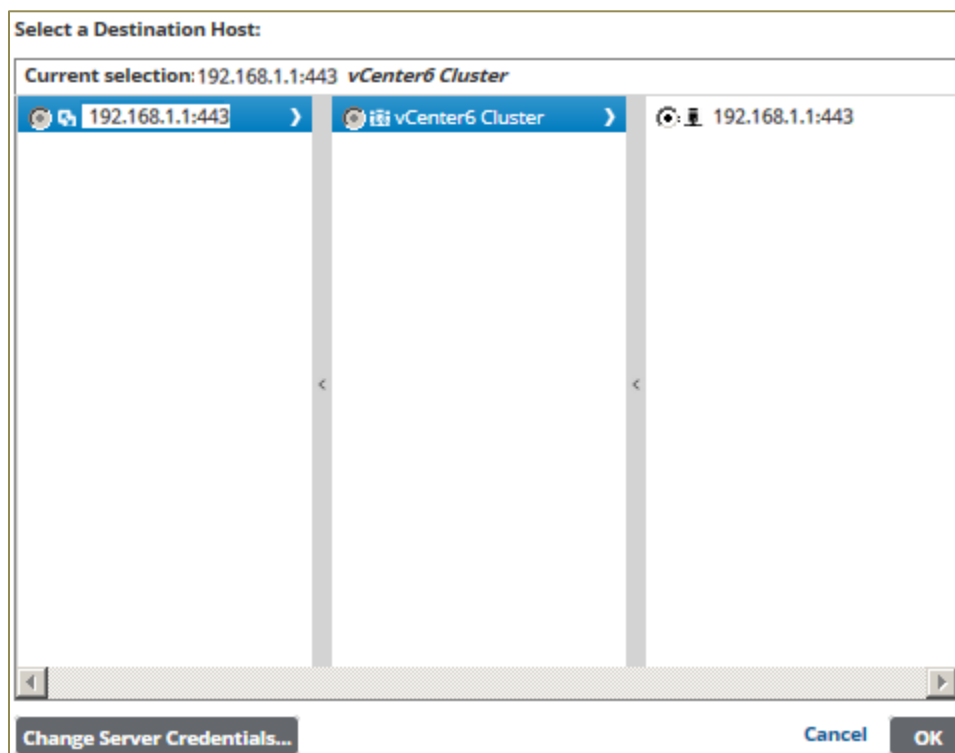 Select a Destination Host:
Current selection: 192.168.1.1:443 vCenter6 Cluster
192.168.1.1:443
vCenter6 Cluster
192.168.1.1:443
Change Server Credentials...
Cancel
OK